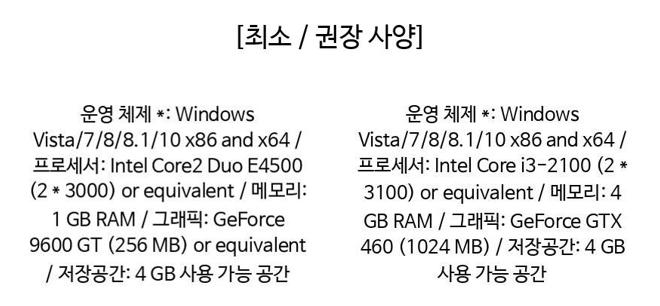 [최소 / 권장 사양]
운영 체제 *: Windows
Vista/7/8/8.1/10 x86 and x64 /
프로세서: Intel Core2 Duo E4500
(2 * 3000) or equivalent / 메모리:
1 GB RAM / 그래픽: GeForce
9600 GT (256 MB) or equivalent
/ 저장공간: 4 GB 사용 가능 공간
운영 체제 *: Windows
Vista/7/8/8.1/10 x86 and x64 /
프로세서: Intel Core i3-2100 (2 *
3100) or equivalent / 메모리: 4
GB RAM / 그래픽: GeForce GTX
460 (1024 MB) / 저장공간: 4 GB
사용 가능 공간